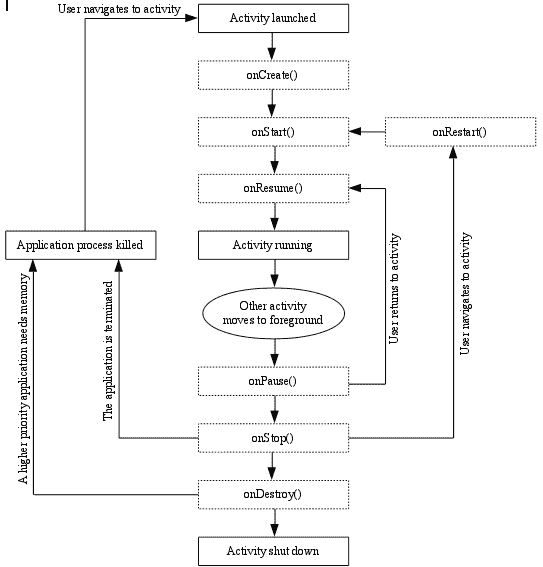 User navigates to activity
Activity launched
onCreate()
onStart()
onRestart()
onResume()
Application process killed
Activity running
Other activity
moves to foreground
User returns to activity
User navigates to activity
A higher priority application needs memory
The application is terminated
onPause()
onStop()
onDestroy()
Activity shut down